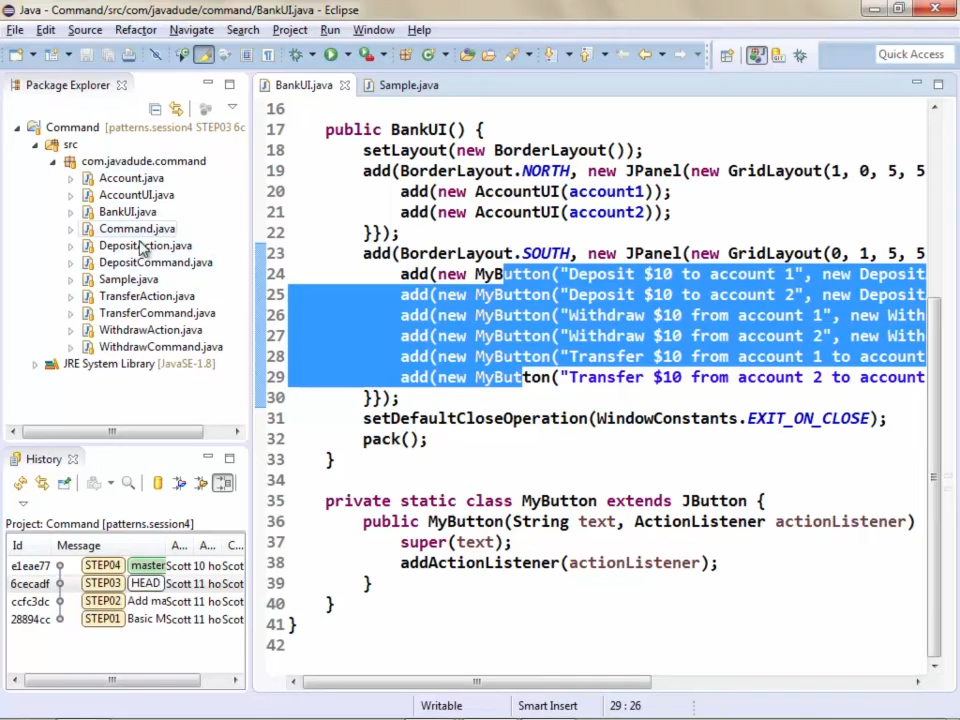 Java - Command/src/com/javadude/command/BankUI.java - Eclipse
File Edit Source Refactor Navigate Search Project Run Window Help
Quick Access
Package Explorer
BankUI.java Sample.java
Command [patterns.session4 STEP03 6c
src
com.javadude.command
Account.java
AccountUI.java
BankUI.java
Command.java
DepositAction.java
DepositCommand.java
Sample.java
TransferAction.java
TransferCommand.java
WithdrawAction.java
WithdrawCommand.java
JRE System Library [JavaSE-1.8]
History
Project: Command [patterns.session4]
Id Message A... A... C...
e1eae77 STEP04 master Scott 10 ho Scot
6cecadf STEP03 HEAD Scott 11 ho Scot
ccfc3dc STEP02 Add ma Scott 11 ho Scot
28894cc STEP01 Basic M Scott 11 ho Scot
16
17 public BankUI() {
18 setLayout(new BorderLayout());
19 add(BorderLayout.NORTH, new JPanel(new GridLayout(1, 0, 5, 5
20 add(new AccountUI(account1));
21 add(new AccountUI(account2));
22 }});
23 add(BorderLayout.SOUTH, new JPanel(new GridLayout(0, 1, 5, 5
24 add(new MyButton("Deposit $10 to account 1", new Deposit
25 add(new MyButton("Deposit $10 to account 2", new Deposit
26 add(new MyButton("Withdraw $10 from account 1", new With
27 add(new MyButton("Withdraw $10 from account 2", new With
28 add(new MyButton("Transfer $10 from account 1 to account
29 add(new MyButton("Transfer $10 from account 2 to account
30 }});
31 setDefaultCloseOperation(WindowConstants.EXIT_ON_CLOSE);
32 pack();
33 }
34
35 private static class MyButton extends JButton {
36 public MyButton(String text, ActionListener actionListener)
37 super(text);
38 addActionListener(actionListener);
39 }
40 }
41 }
42
Writable Smart Insert 29 : 26